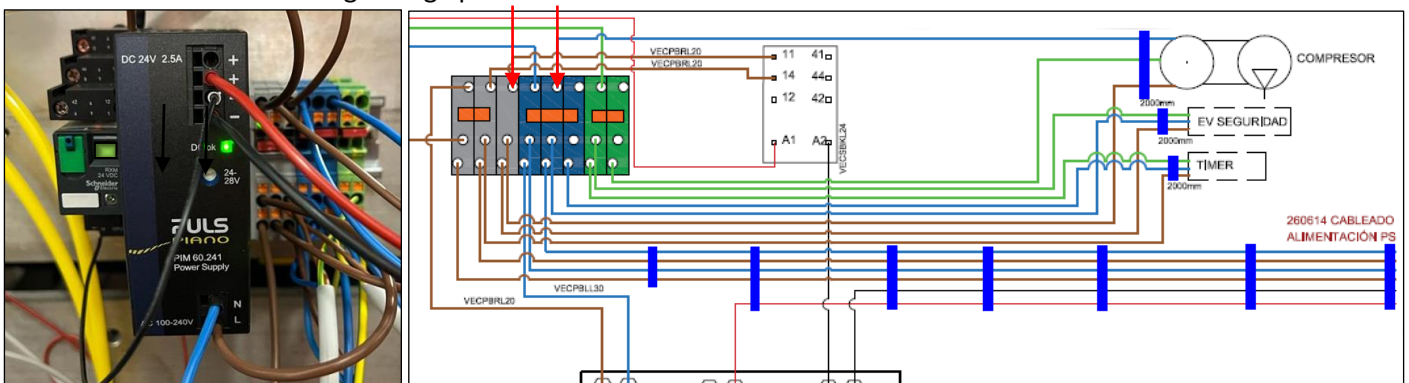 DC 24V 2.5A
+
+
-
-
DC ok
24-
28V
RXM
24 VDC
Schneider
PULS
PIANO
PIM 60.241
Power Supply
N
L
AC 100-240V
VECPBRL20
VECPBRL20
11 41
14 44
12 42
A1 A2
VECSBKL24
COMPRESOR
2000mm
EV SEGURIDAD
2000mm
TIMER
2000mm
260614 CABLEADO
ALIMENTACIÓN PS
VECPBRL20
VECPBLL30